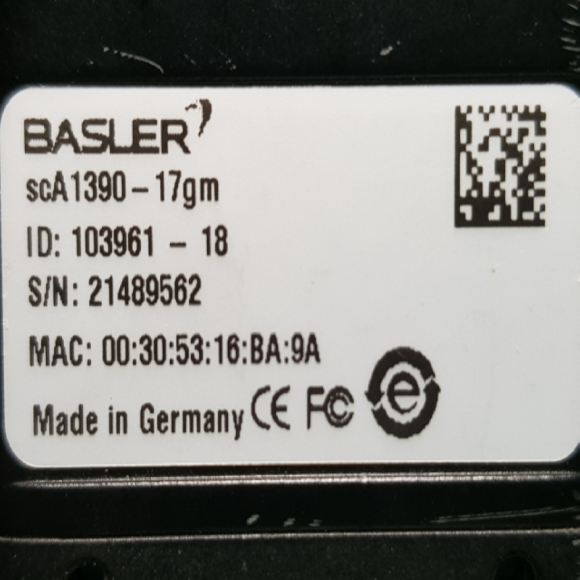 BASLER
scA1390-17gm
ID: 103961 - 18
S/N: 21489562
MAC: 00:30:53:16:BA:9A
Made in Germany CE FC e